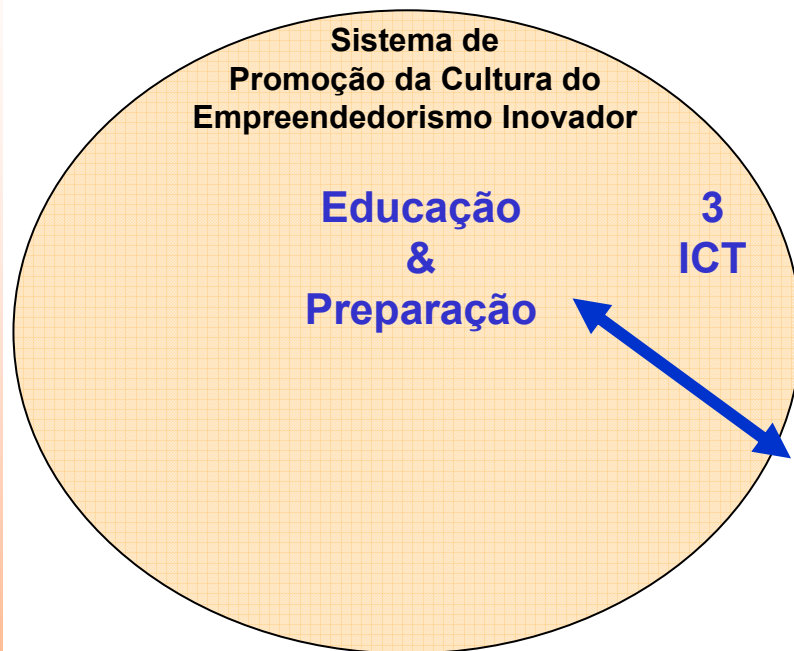 Sistema de
Promoção da Cultura do
Empreendedorismo Inovador
Educação
&
Preparação
3
ICT